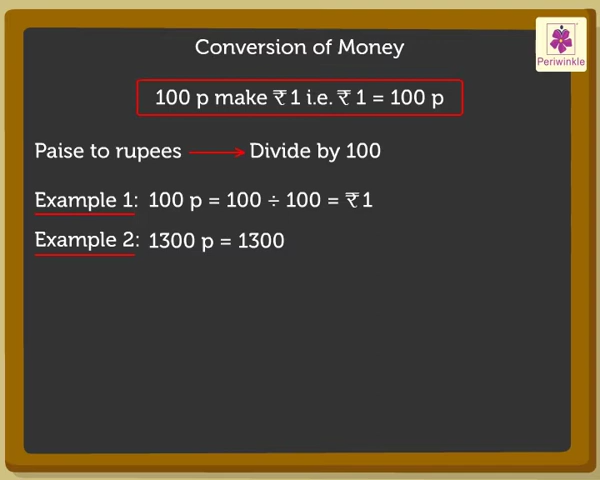 Conversion of Money
Periwinkle
100 p make ₹ 1 i.e. ₹ 1 = 100 p
Paise to rupees ⟶ Divide by 100
Example 1: 100 p = 100 ÷ 100 = ₹ 1
Example 2: 1300 p = 1300